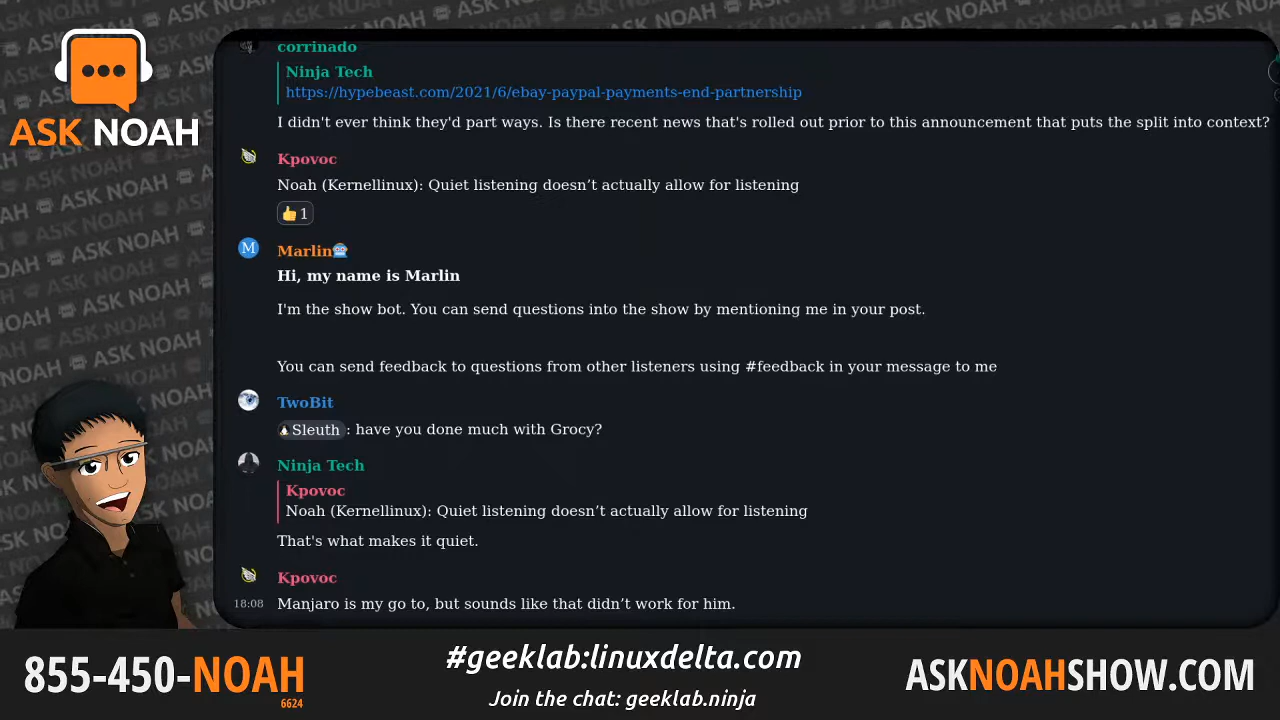 ASK NOAH
corrinado
Ninja Tech
https://hypebeast.com/2021/6/ebay-paypal-payments-end-partnership
I didn't ever think they'd part ways. Is there recent news that's rolled out prior to this announcement that puts the split into context?
Kpovoc
Noah (Kernellinux): Quiet listening doesn’t actually allow for listening
👍 1
M
Marlin🤖
Hi, my name is Marlin
I'm the show bot. You can send questions into the show by mentioning me in your post.
You can send feedback to questions from other listeners using #feedback in your message to me
TwoBit
Sleuth : have you done much with Grocy?
Ninja Tech
Kpovoc
Noah (Kernellinux): Quiet listening doesn’t actually allow for listening
That's what makes it quiet.
Kpovoc
18:08 Manjaro is my go to, but sounds like that didn’t work for him.
855-450-NOAH
6624
#geeklab:linuxdelta.com
Join the chat: geeklab.ninja
ASKNOAHSHOW.COM